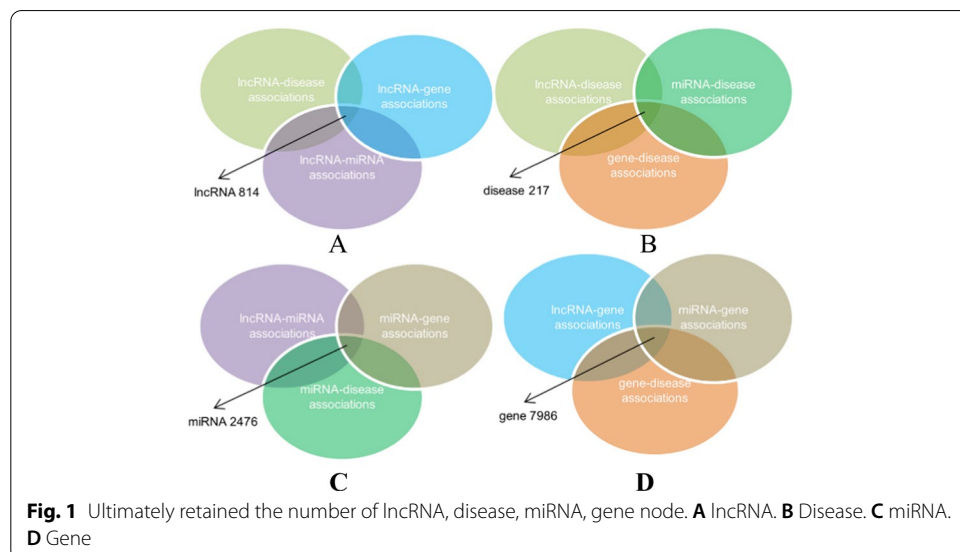 lncRNA-disease
associations
lncRNA-gene
associations
lncRNA-miRNA
associations
lncRNA 814
A
lncRNA-disease
associations
miRNA-disease
associations
gene-disease
associations
disease 217
B
lncRNA-miRNA
associations
miRNA-gene
associations
miRNA-disease
associations
miRNA 2476
C
lncRNA-gene
associations
miRNA-gene
associations
gene-disease
associations
gene 7986
D
Fig. 1 Ultimately retained the number of lncRNA, disease, miRNA, gene node. A lncRNA. B Disease. C miRNA.
D Gene